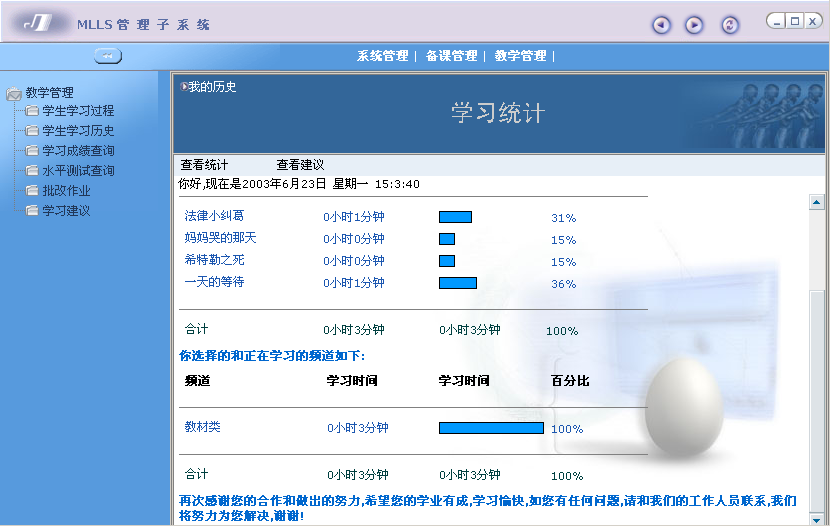 MLLS 管 理 子 系 统
系统管理 | 备课管理 | 教学管理 |
教学管理
学生学习过程
学生学习历史
学习成绩查询
水平测试查询
批改作业
学习建议
我的历史
学习统计
查看统计 查看建议
你好,现在是2003年6月23日 星期一 15:3:40
法律小纠葛 0小时1分钟 31%
妈妈哭的那天 0小时0分钟 15%
希特勒之死 0小时0分钟 15%
一天的等待 0小时1分钟 36%
合计 0小时3分钟 0小时3分钟 100%
你选择的和正在学习的频道如下:
频道 学习时间 学习时间 百分比
教材类 0小时3分钟 100%
合计 0小时3分钟 0小时3分钟 100%
再次感谢您的合作和做出的努力,希望您的学业有成,学习愉快,如您有任何问题,请和我们的工作人员联系,我们
将努力为您解决,谢谢!